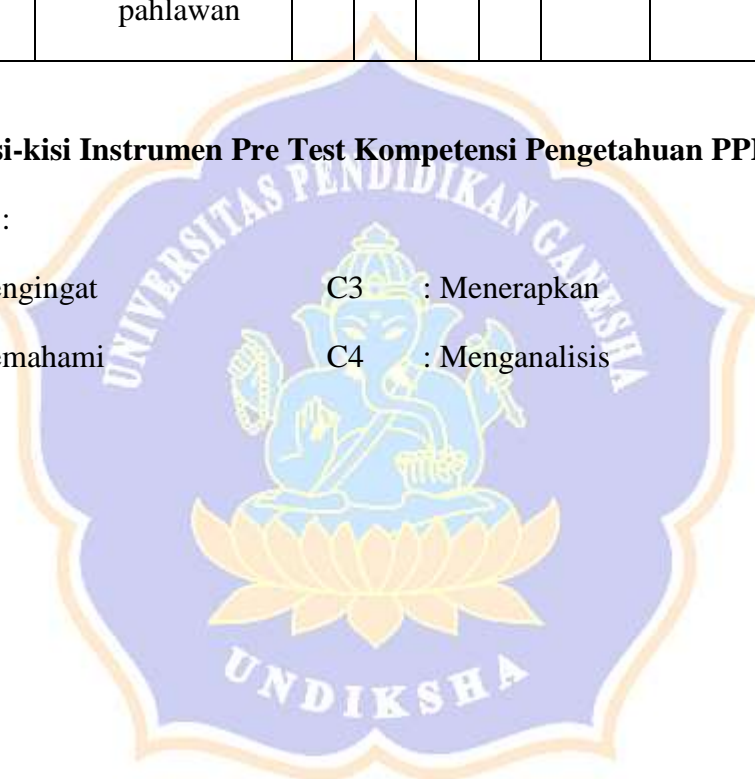 pahlawan
si-kisi Instrumen Pre Test Kompetensi Pengetahuan PP
:
engingat C3 : Menerapkan
emahami C4 : Menganalisis
UNIVERSITAS PENDIDIKAN GANESHA
UNDIKSHA